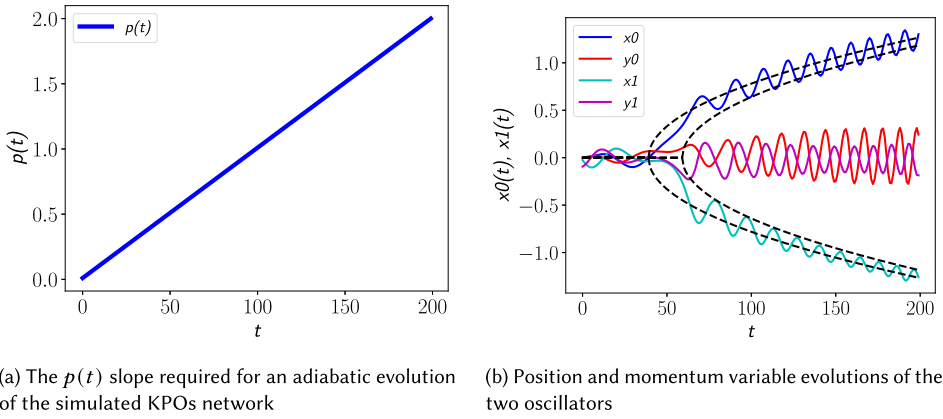 p(t)
2.0
1.5
1.0
0.5
0.0
p(t)
0 50 100 150 200
t
x0
y0
x1
y1
1.0
0.5
0.0
−0.5
−1.0
x0(t), x1(t)
0 50 100 150 200
t
(a) The p(t) slope required for an adiabatic evolution
of the simulated KPOs network
(b) Position and momentum variable evolutions of the
two oscillators